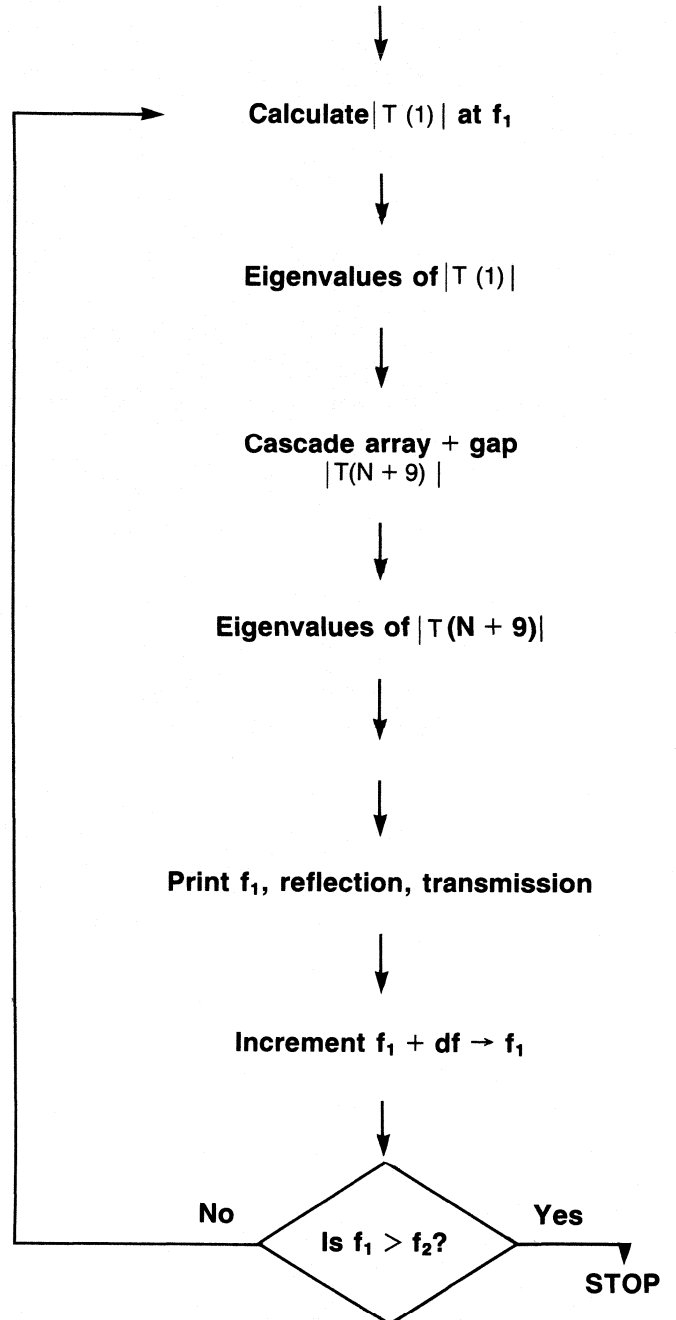 Calculate |T (1)| at f₁
Eigenvalues of |T (1)|
Cascade array + gap
|T(N + 9) |
Eigenvalues of |T(N + 9)|
Print f₁, reflection, transmission
Increment f₁ + df → f₁
No
Is f₁ > f₂?
Yes
STOP